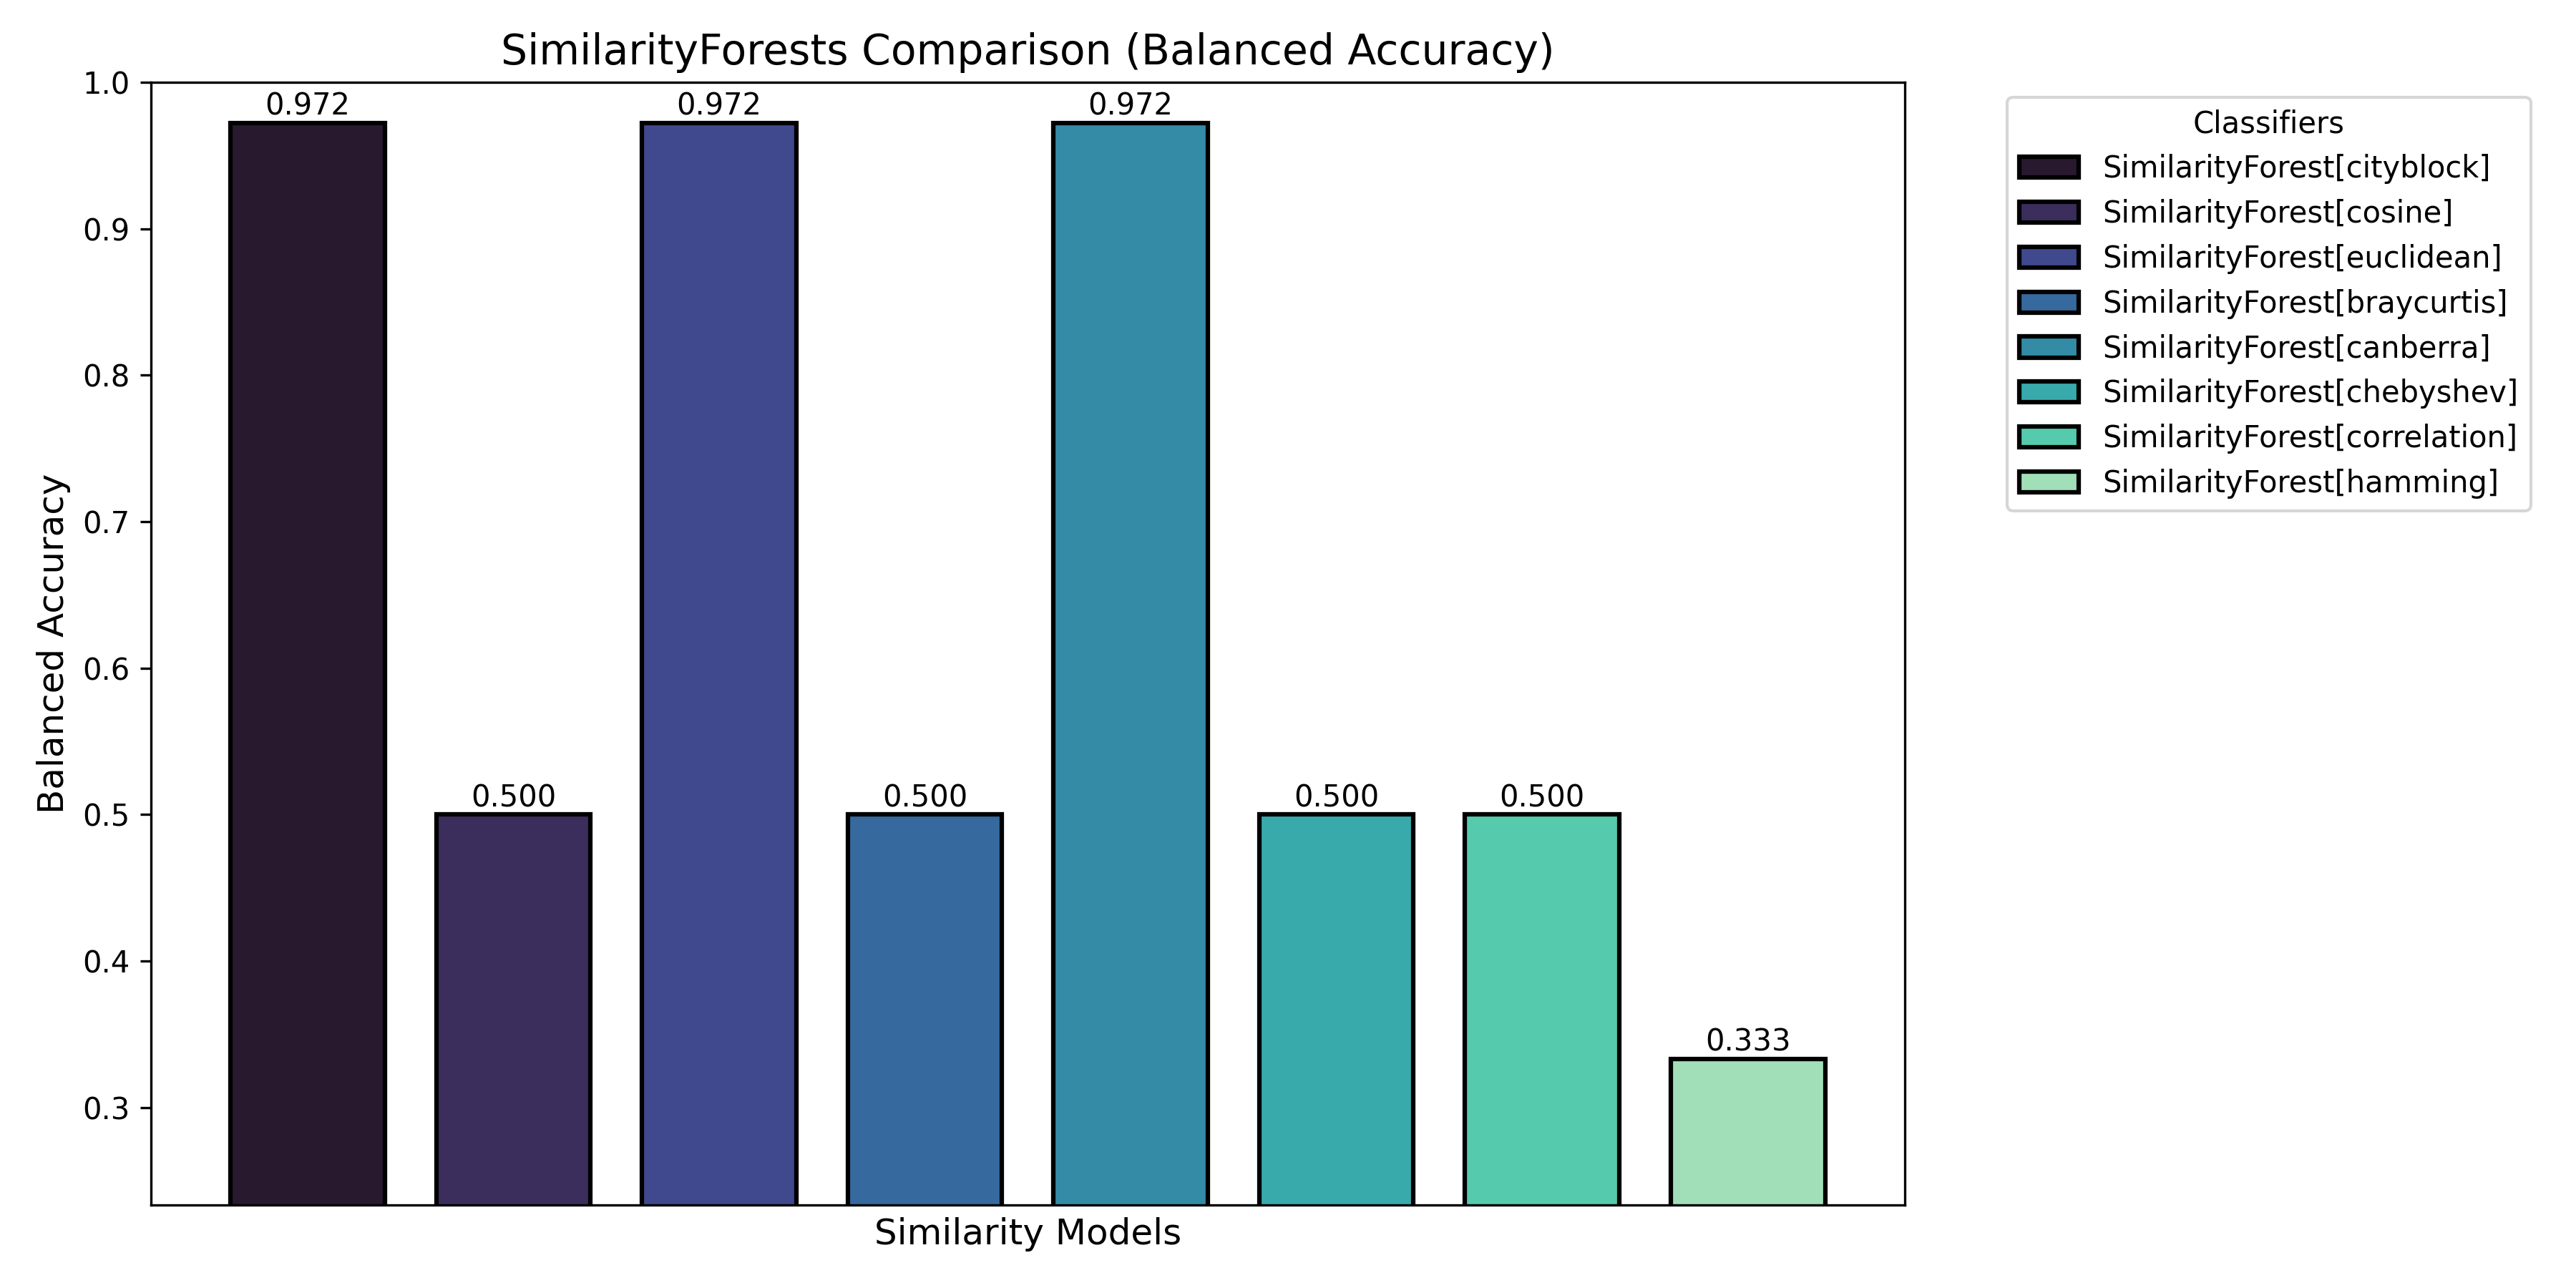 SimilarityForests Comparison (Balanced Accuracy)
1.0
0.9
0.8
0.7
0.6
0.5
0.4
0.3
Balanced Accuracy
0.972
0.500
0.972
0.500
0.972
0.500
0.500
0.333
Similarity Models
Classifiers
SimilarityForest[cityblock]
SimilarityForest[cosine]
SimilarityForest[euclidean]
SimilarityForest[braycurtis]
SimilarityForest[canberra]
SimilarityForest[chebyshev]
SimilarityForest[correlation]
SimilarityForest[hamming]